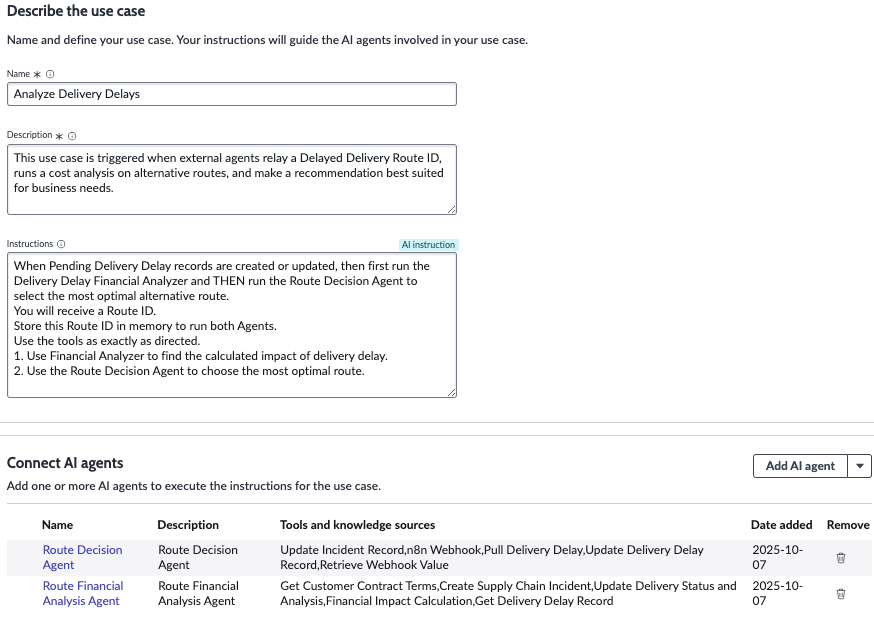 Describe the use case
Name and define your use case. Your instructions will guide the AI agents involved in your use case.
Name *
Analyze Delivery Delays
Description *
This use case is triggered when external agents relay a Delayed Delivery Route ID,
runs a cost analysis on alternative routes, and make a recommendation best suited
for business needs.
Instructions
AI instruction
When Pending Delivery Delay records are created or updated, then first run the
Delivery Delay Financial Analyzer and THEN run the Route Decision Agent to
select the most optimal alternative route.
You will receive a Route ID.
Store this Route ID in memory to run both Agents.
Use the tools as exactly as directed.
1. Use Financial Analyzer to find the calculated impact of delivery delay.
2. Use the Route Decision Agent to choose the most optimal route.
Connect AI agents
Add AI agent
Add one or more AI agents to execute the instructions for the use case.
Name Description Tools and knowledge sources Date added Remove
Route Decision Route Decision Update Incident Record,n8n Webhook,Pull Delivery Delay,Update Delivery Delay 2025-10-
Agent Agent Record,Retrieve Webhook Value 07
Route Financial Route Financial Get Customer Contract Terms,Create Supply Chain Incident,Update Delivery Status and 2025-10-
Analysis Agent Analysis Agent Analysis,Financial Impact Calculation,Get Delivery Delay Record 07